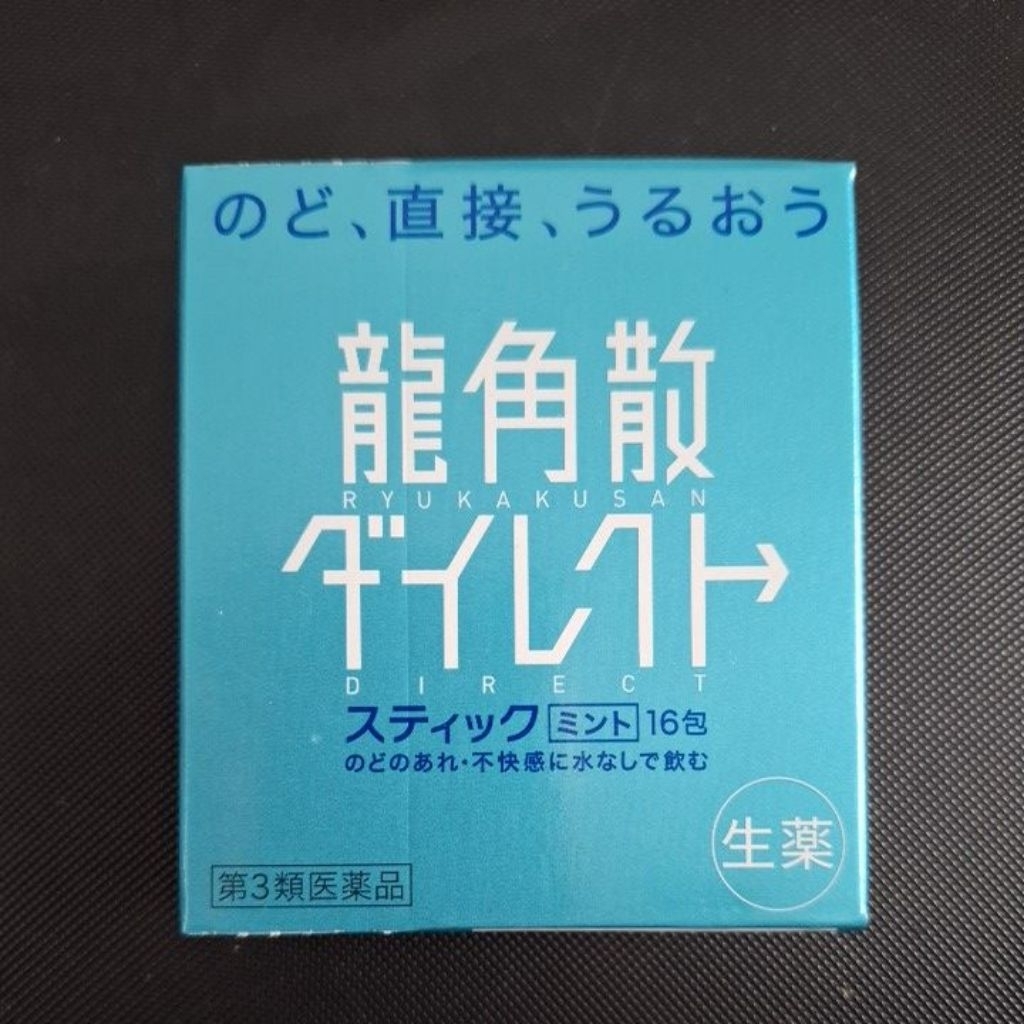 のど、直接、うるおう
龍角散
RYUKAKUSAN
ダイレクト
DIRECT
スティック ミント 16包
のどのあれ・不快感に水なしで飲む
生薬
第3類医薬品